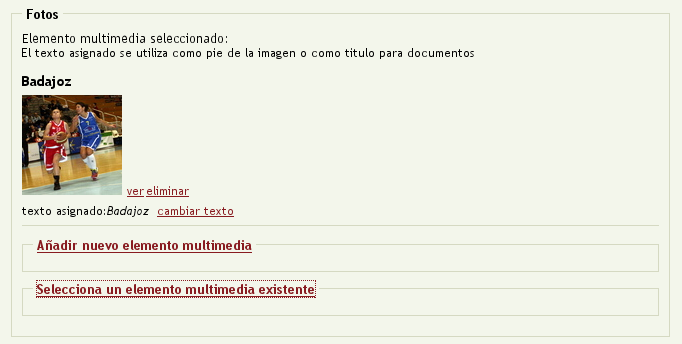 Fotos
Elemento multimedia seleccionado:
El texto asignado se utiliza como pie de la imagen o como titulo para documentos
Badajoz
ver eliminar
texto asignado:Badajoz cambiar texto
Añadir nuevo elemento multimedia
Selecciona un elemento multimedia existente